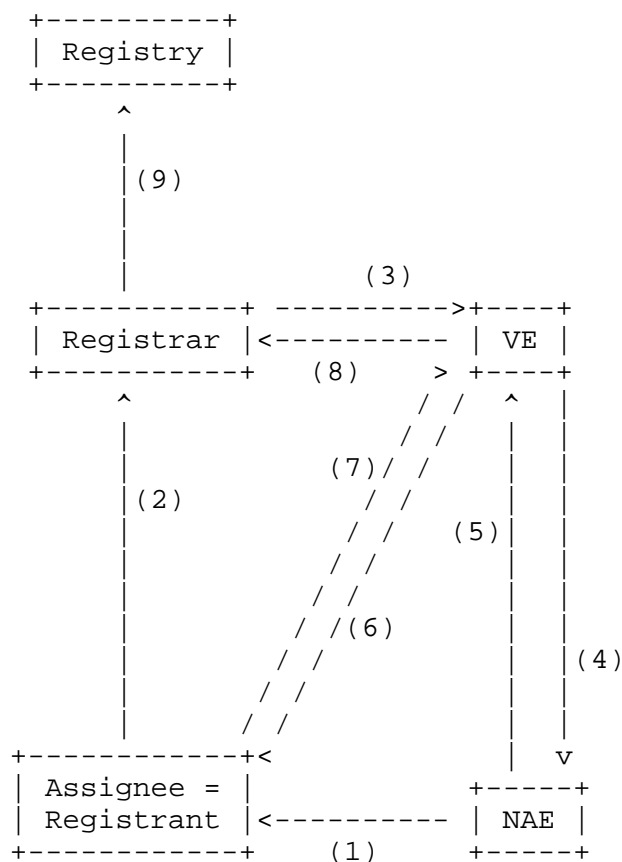 Registry
(9)
(3)
Registrar
VE
(8)
(7)
(2)
(5)
(6)
(4)
Assignee =
Registrant
NAE
(1)